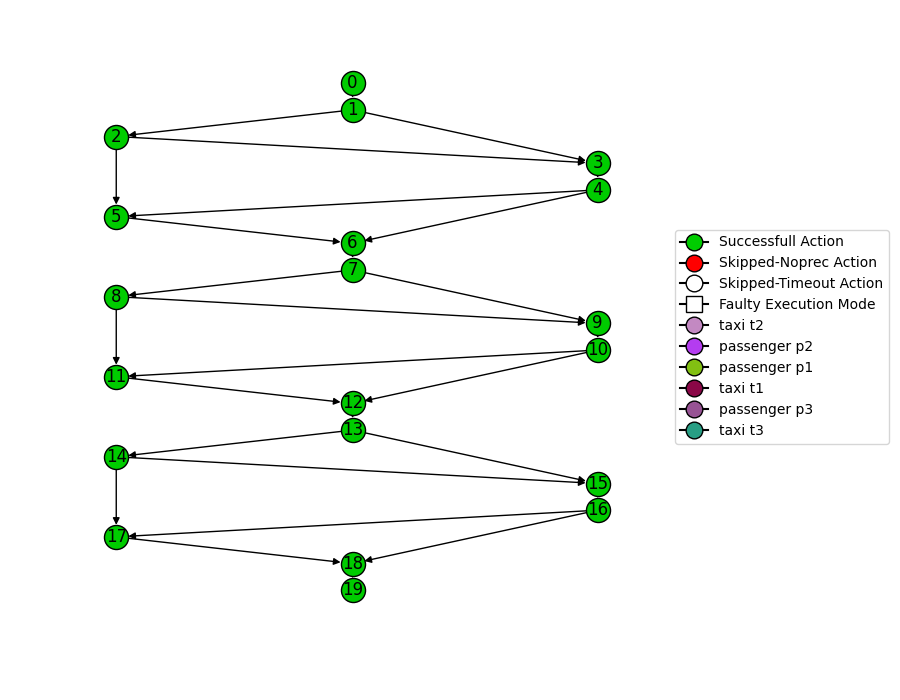 0
1
2
3
4
5
6
7
8
9
10
11
12
13
14
15
16
17
18
19
Successfull Action
Skipped-Noprec Action
Skipped-Timeout Action
Faulty Execution Mode
taxi t2
passenger p2
passenger p1
taxi t1
passenger p3
taxi t3